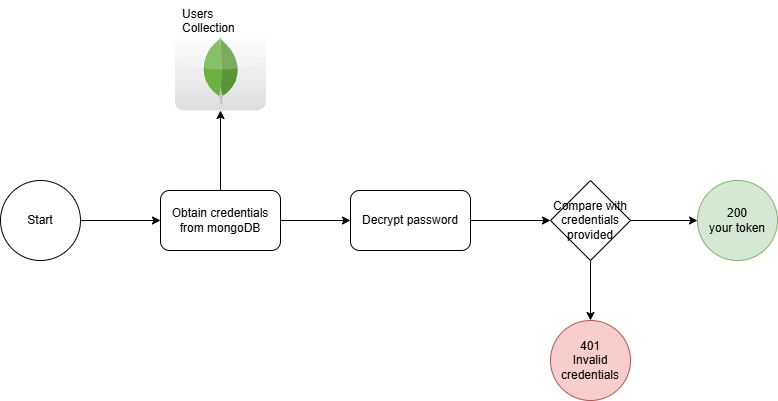 Users
Collection
Start
Obtain credentials
from mongoDB
Decrypt password
Compare with
credentials
provided
200
your token
401
Invalid
credentials